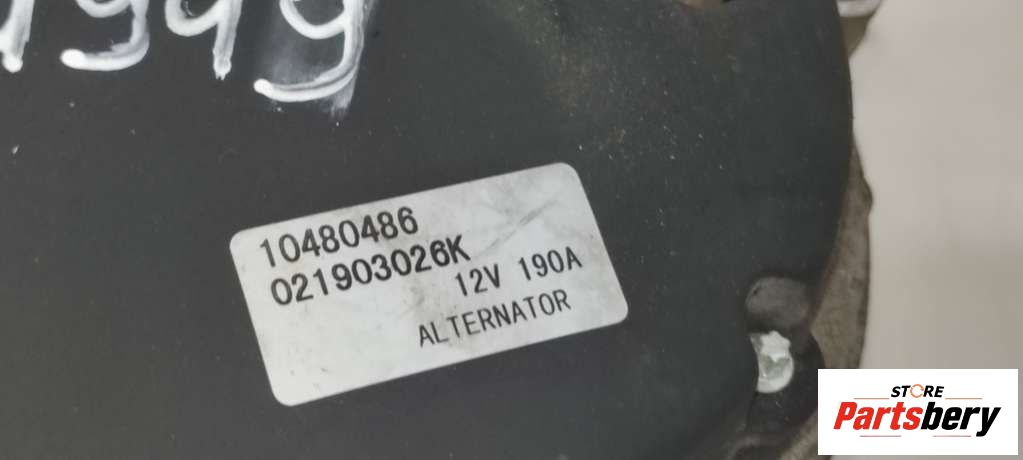 10480486
021903026K
12V 190A
ALTERNATOR
STORE
Partsbery